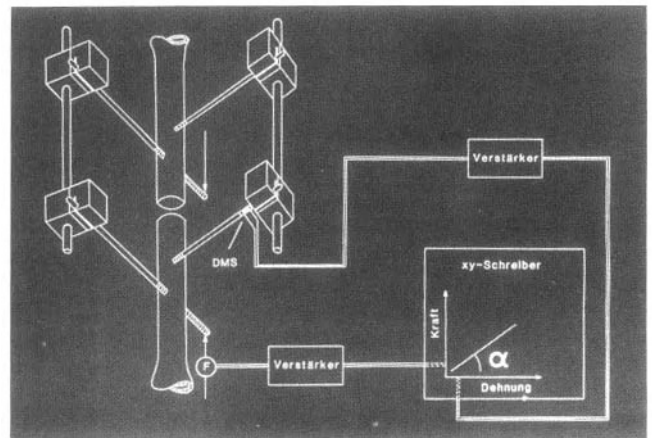 Verstärker
DMS
xy-Schreiber
Kraft
α
Dehnung
F
Verstärker